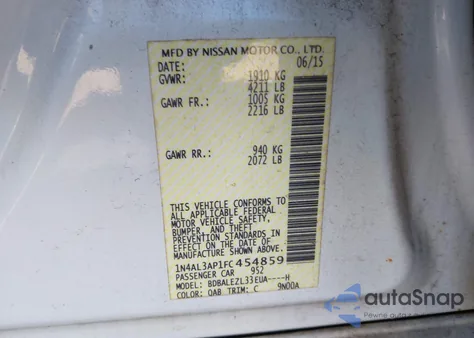 MFD BY NISSAN MOTOR CO., LTD.
DATE: 06/15
GVWR: 1910 KG
4211 LB
GAWR FR.: 1005 KG
2216 LB
GAWR RR.: 940 KG
2072 LB
THIS VEHICLE CONFORMS TO
ALL APPLICABLE FEDERAL
MOTOR VEHICLE SAFETY,
BUMPER, AND THEFT
PREVENTION STANDARDS IN
EFFECT ON THE DATE OF
MANUFACTURE SHOWN ABOVE.
1N4AL3AP1FC454859
PASSENGER CAR 952
MODEL: BDBALEZL33EUA----H
COLOR: QAB TRIM: C 9N00A
autoSnap
Pewne auto z